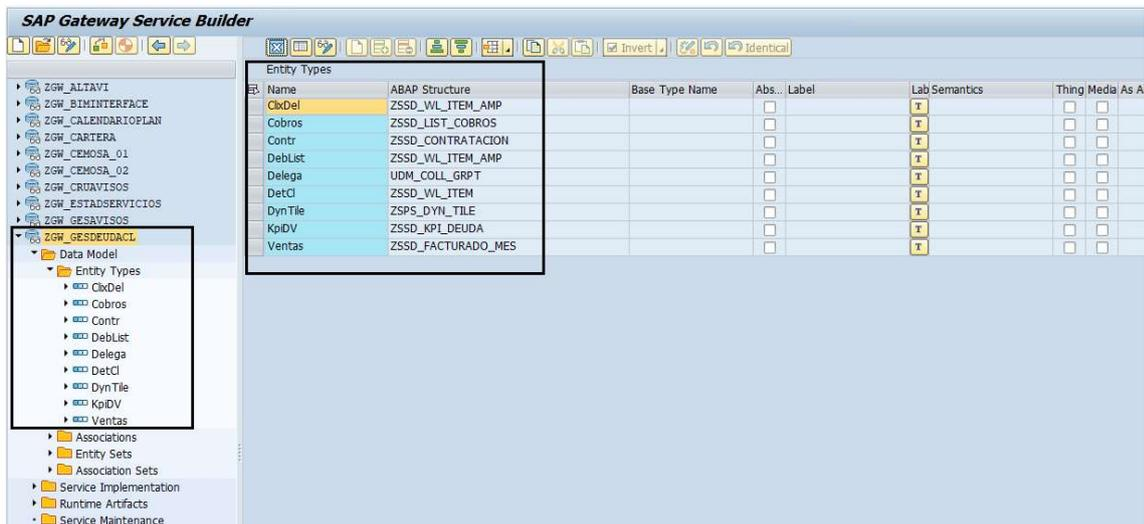 SAP Gateway Service Builder
Invert
Identical
Entity Types
Name ABAP Structure Base Type Name Abs... Label Lab Semantics Thing Media As A
ClxDel ZSSD_WL_ITEM_AMP T
Cobros ZSSD_LIST_COBROS T
Contr ZSSD_CONTRATACION T
DebList ZSSD_WL_ITEM_AMP T
Delega UDM_COLL_GRPT T
DetCl ZSSD_WL_ITEM T
DynTile ZSPS_DYN_TILE T
KpiDV ZSSD_KPI_DEUDA T
Ventas ZSSD_FACTURADO_MES T
ZGW_ALTAVI
ZGW_BIMINTERFACE
ZGW_CALENDARIOPLAN
ZGW_CARTERA
ZGW_CEMOSA_01
ZGW_CEMOSA_02
ZGW_CRUAVISOS
ZGW_ESTADSERVICIOS
ZGW_GESAVISOS
ZGW_GESDEUDACL
Data Model
Entity Types
ClxDel
Cobros
Contr
DebList
Delega
DetCl
DynTile
KpiDV
Ventas
Associations
Entity Sets
Association Sets
Service Implementation
Runtime Artifacts
Service Maintenance